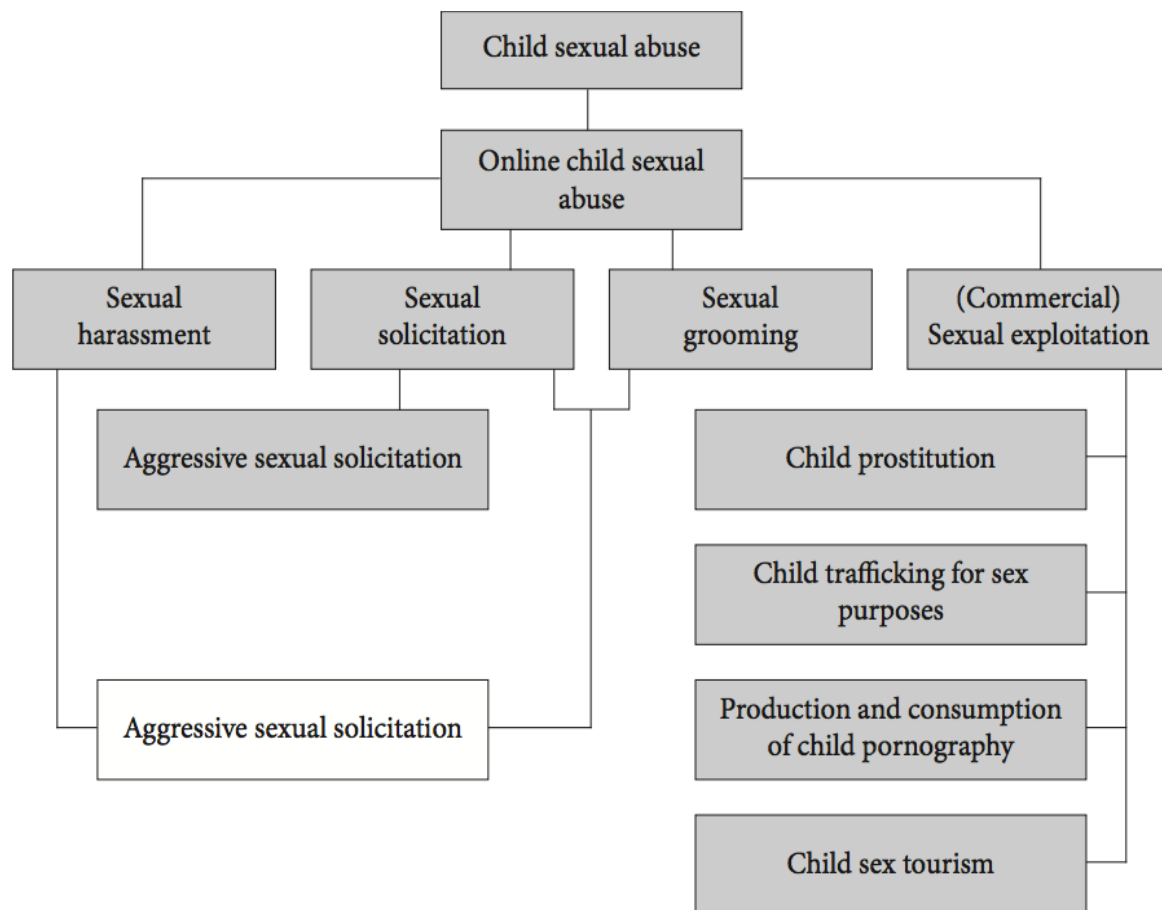 Child sexual abuse
Online child sexual
abuse
Sexual
harassment
Sexual
solicitation
Sexual
grooming
(Commercial)
Sexual exploitation
Aggressive sexual solicitation
Child prostitution
Child trafficking for sex
purposes
Aggressive sexual solicitation
Production and consumption
of child pornography
Child sex tourism